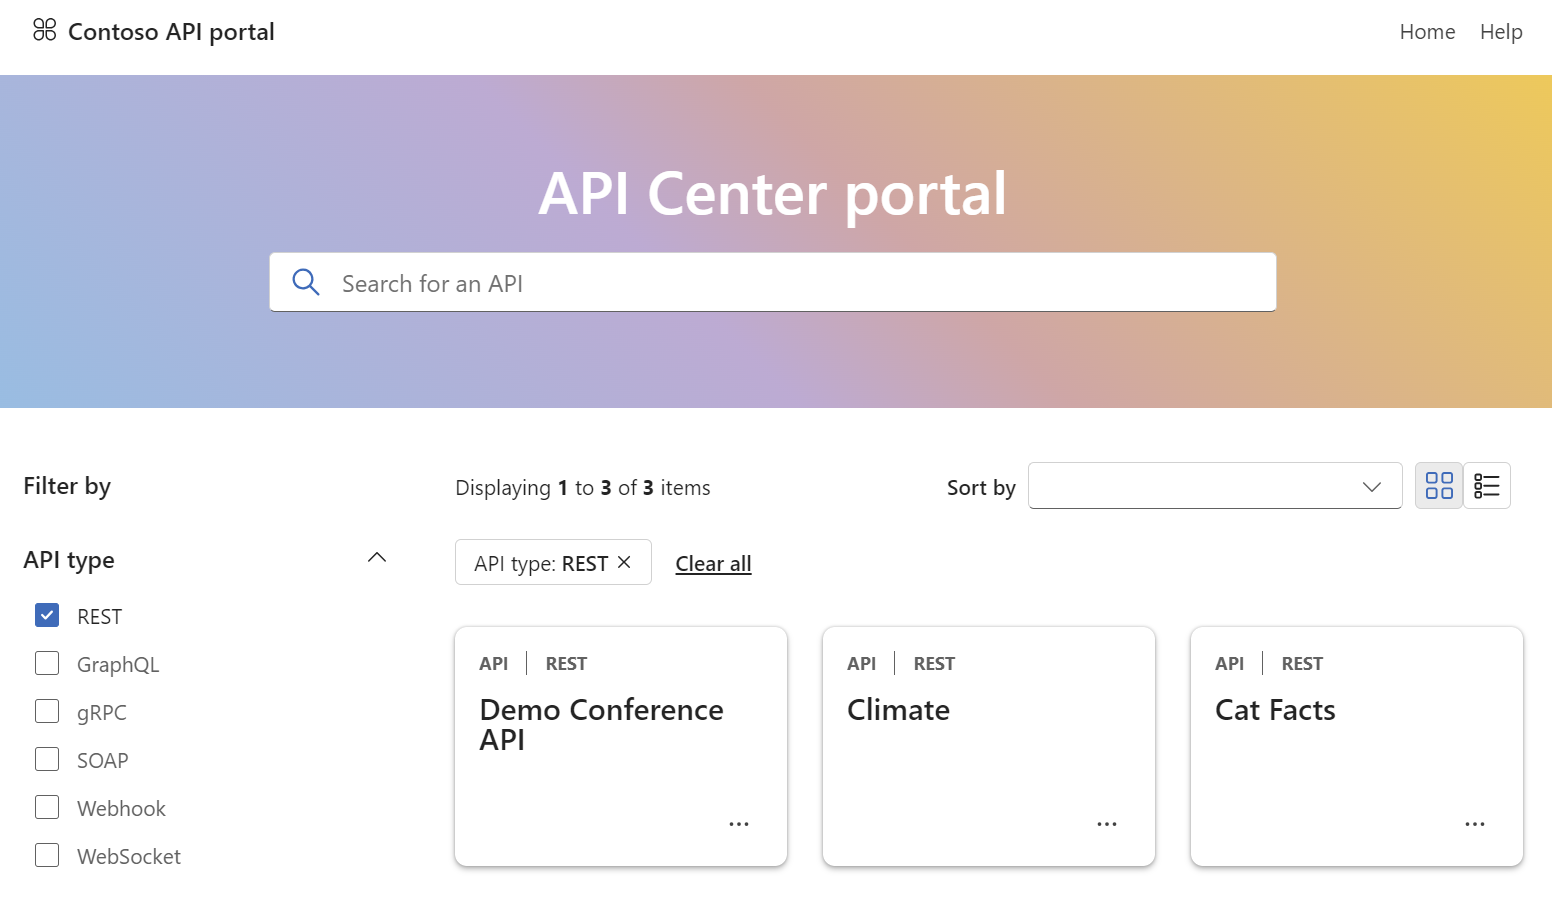 Contoso API portal
Home
Help
API Center portal
Search for an API
Filter by
Displaying 1 to 3 of 3 items
Sort by
API type
API type: REST
Clear all
REST
GraphQL
gRPC
SOAP
Webhook
WebSocket
API | REST
Demo Conference
API
...
API | REST
Climate
...
API | REST
Cat Facts
...